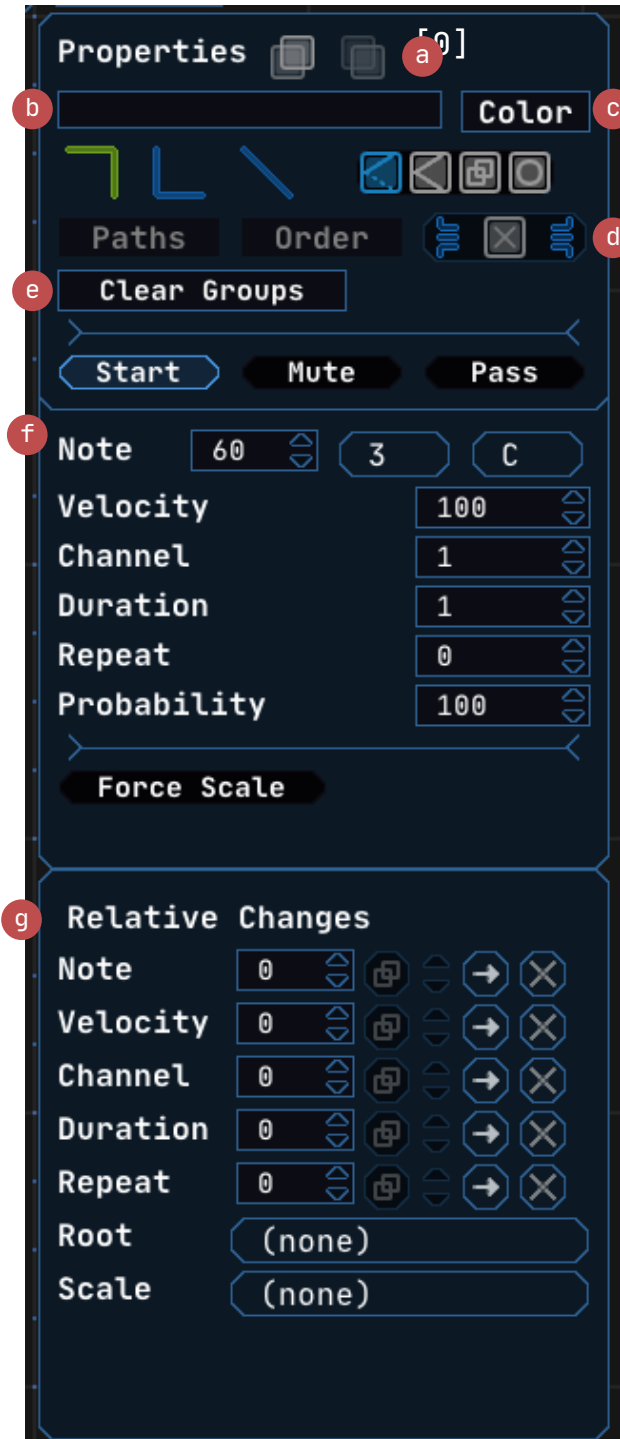 Properties [0]
a
b
Color c
Paths Order d
e Clear Groups
Start Mute Pass
f
Note 60 3 C
Velocity 100
Channel 1
Duration 1
Repeat 0
Probability 100
Force Scale
g Relative Changes
Note 0
Velocity 0
Channel 0
Duration 0
Repeat 0
Root (none)
Scale (none)